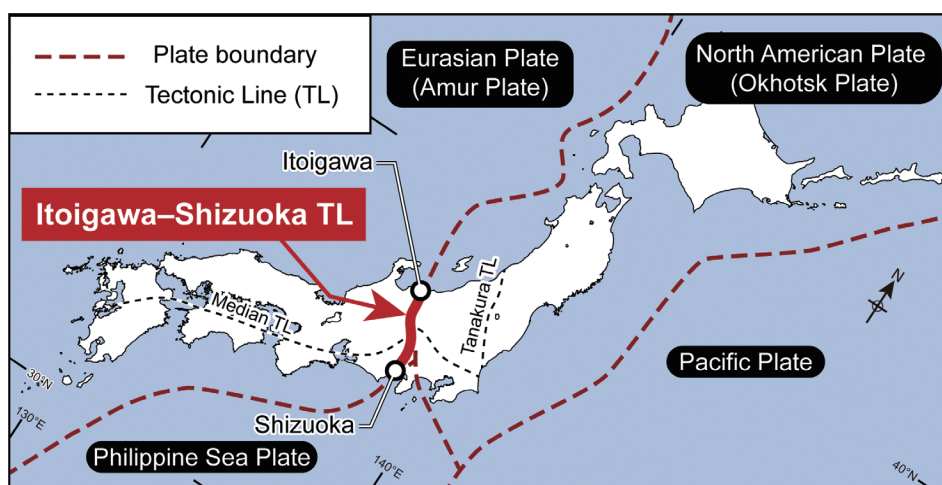 Plate boundary
Tectonic Line (TL)
Eurasian Plate
(Amur Plate)
North American Plate
(Okhotsk Plate)
Itoigawa
Itoigawa–Shizuoka TL
Median TL
Tanakura TL
N
Pacific Plate
30°N
130°E
Shizuoka
Philippine Sea Plate
140°E
40°N